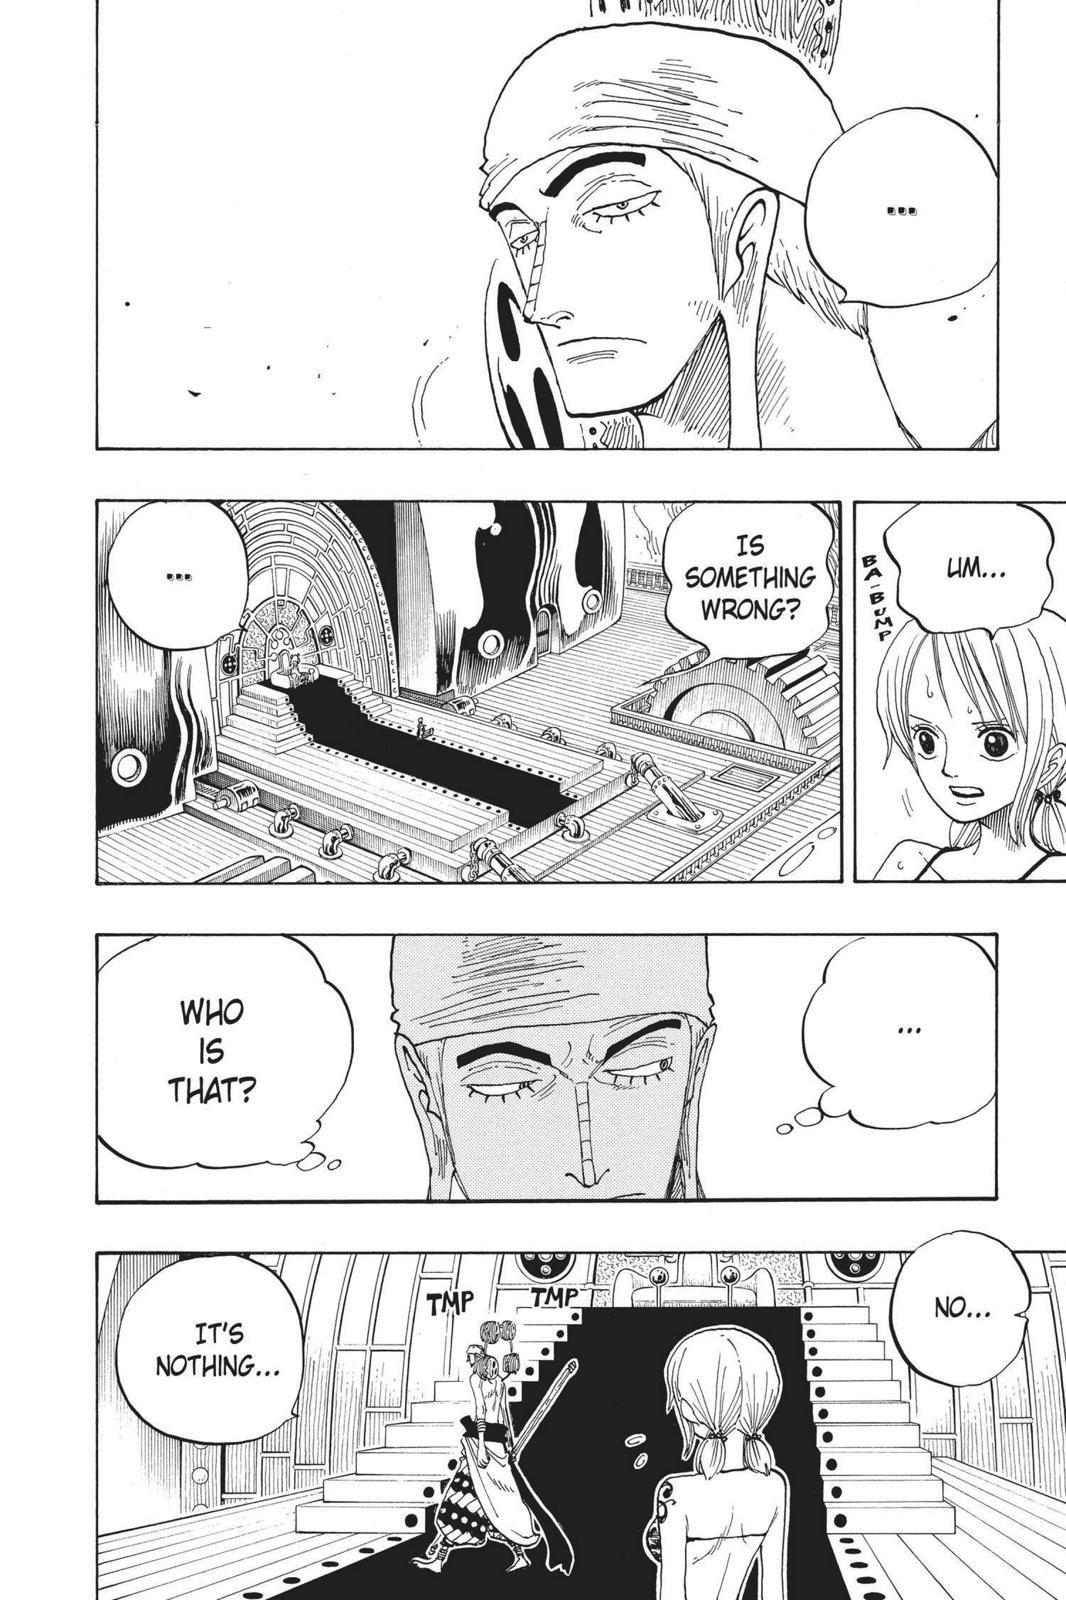 ...
UM...
BA-BUMP
IS
SOMETHING
WRONG?
...
...
WHO
IS
THAT?
NO...
TMP
TMP
IT'S
NOTHING...